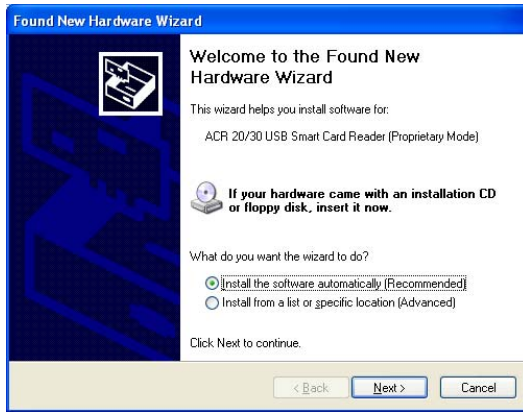 Found New Hardware Wizard
Welcome to the Found New
Hardware Wizard
This wizard helps you install software for:
ACR 20/30 USB Smart Card Reader (Proprietary Mode)
If your hardware came with an installation CD
or floppy disk, insert it now.
What do you want the wizard to do?
Install the software automatically (Recommended)
Install from a list or specific location (Advanced)
Click Next to continue.
< Back Next > Cancel